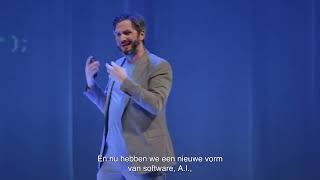 );
En nu hebben we een nieuwe vorm
van software, A.I.,